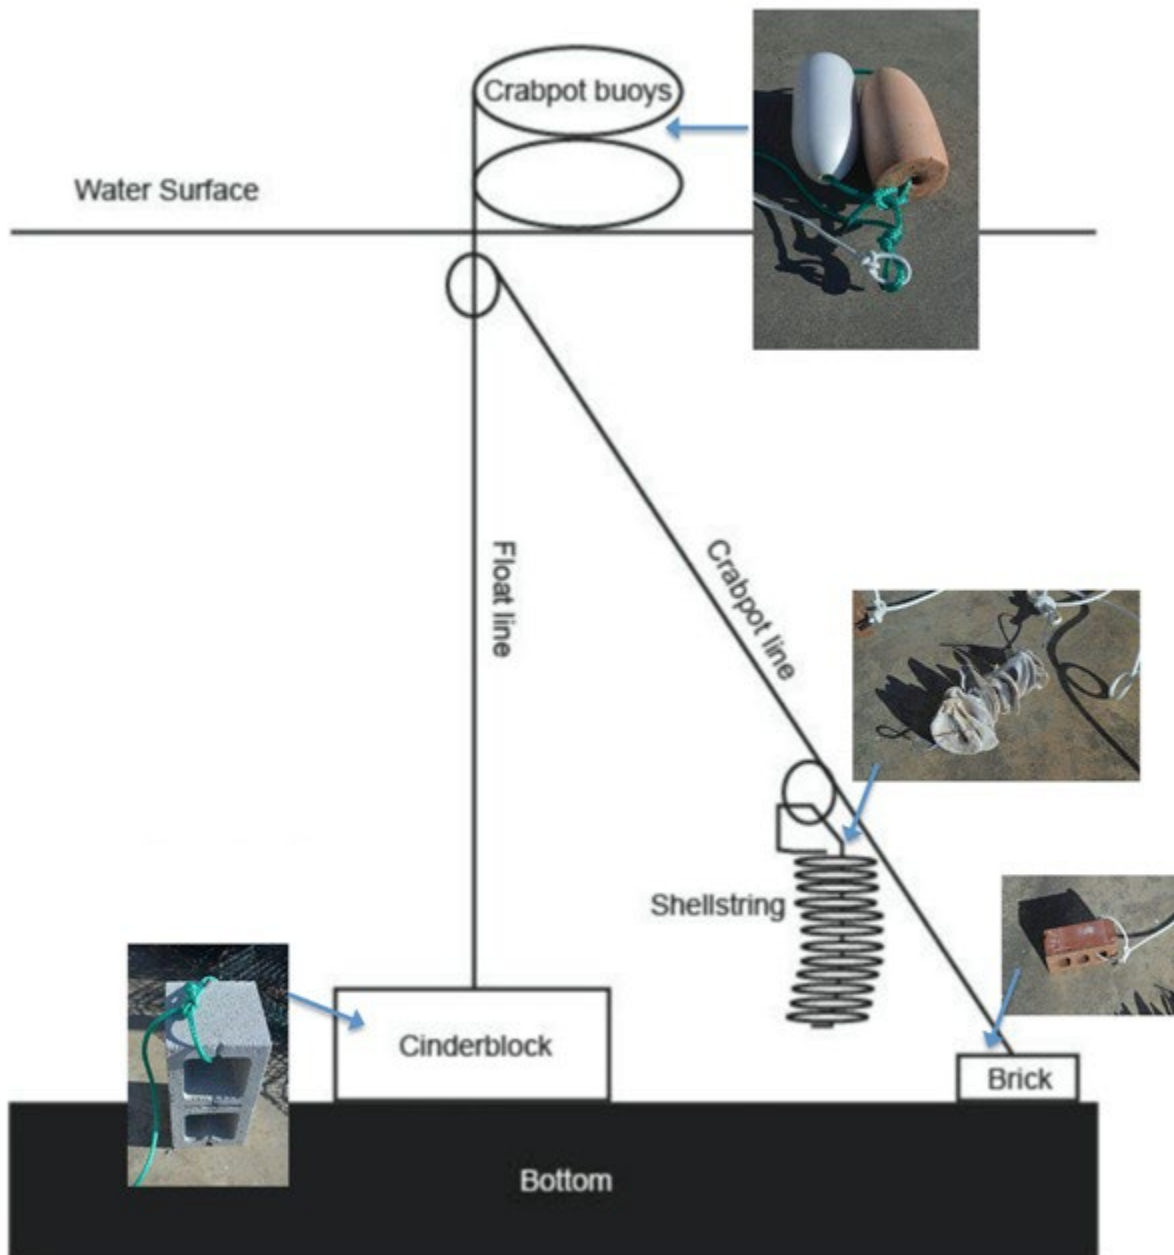 Crabpot buoys
Water Surface
Float line
Crabpot line
Shellstring
Cinderblock
Brick
Bottom